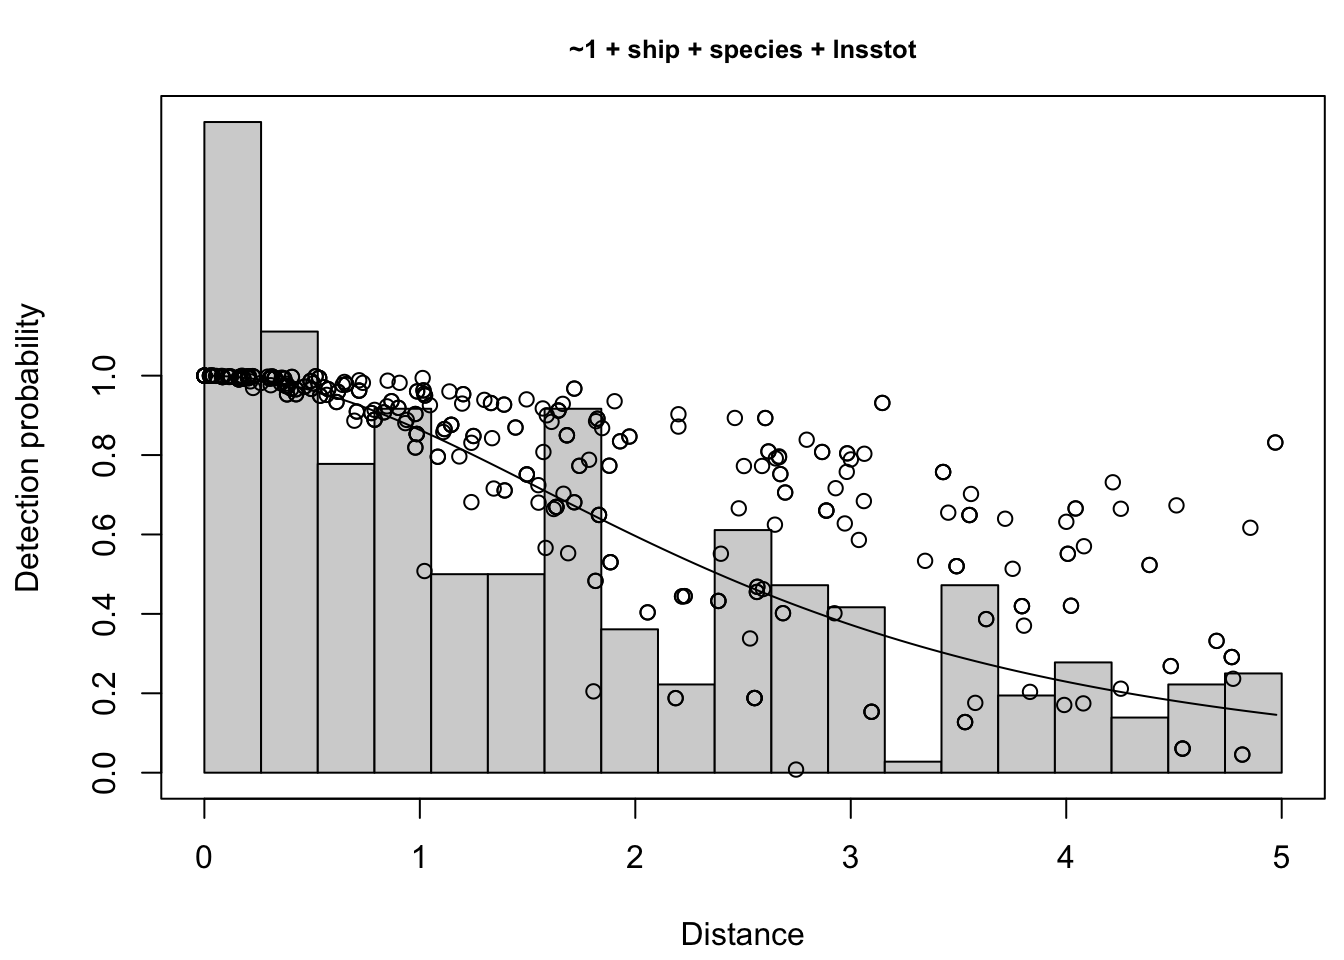 ~1 + ship + species + lnsstot
Detection probability
1.0
0.8
0.6
0.4
0.2
0.0
0 1 2 3 4 5
Distance